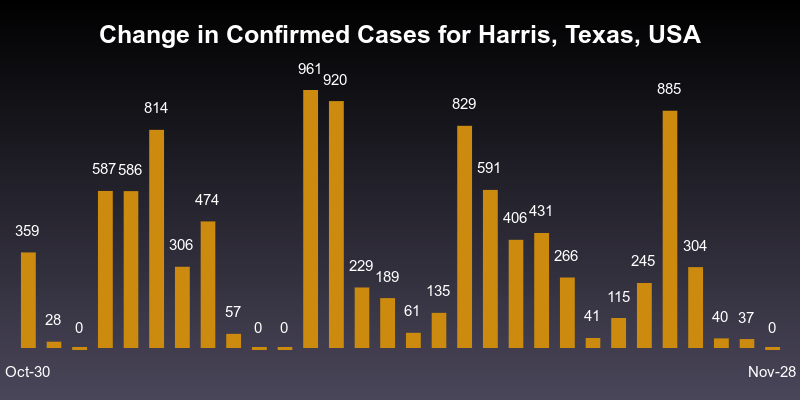 Change in Confirmed Cases for Harris, Texas, USA
359 28 0 587 586 814 306 474 57 0 0 961 920 229 189 61 135 829 591 406 431 266 41 115 245 885 304 40 37 0
Oct-30 Nov-28